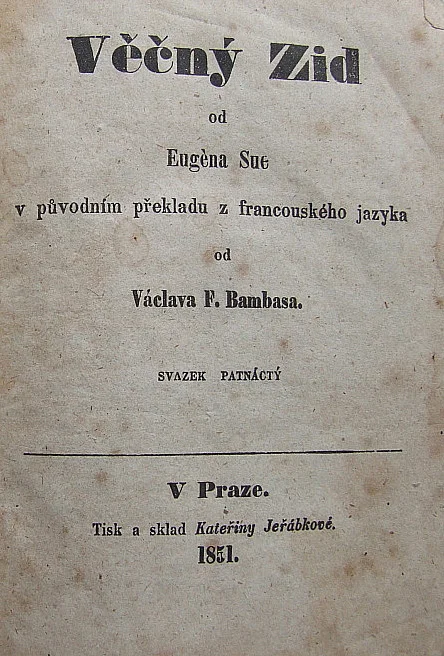 Věčný Zid
od
Eugèna Sue
v původním překladu z francouského jazyka
od
Václava F. Bambasa.
SVAZEK PATNÁCTÝ
V Praze.
Tisk a sklad Kateřiny Jeřábkové.
1851.